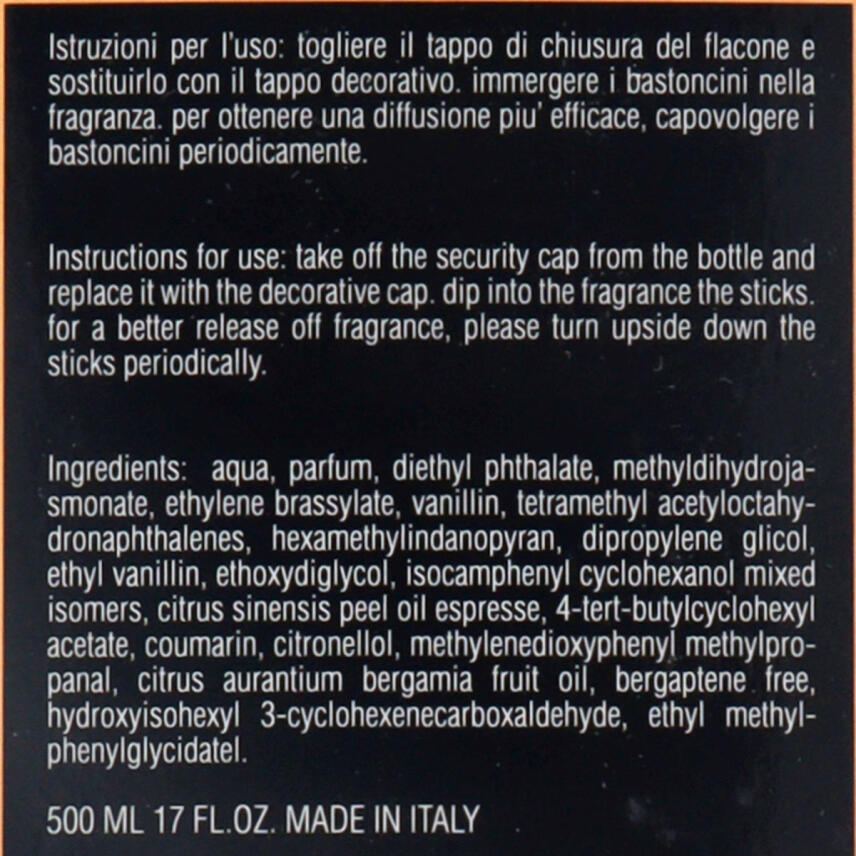 Istruzioni per l'uso: togliere il tappo di chiusura del flacone e
sostituirlo con il tappo decorativo. immergere i bastoncini nella
fragranza. per ottenere una diffusione piu' efficace, capovolgere i
bastoncini periodicamente.
Instructions for use: take off the security cap from the bottle and
replace it with the decorative cap. dip into the fragrance the sticks.
for a better release off fragrance, please turn upside down the
sticks periodically.
Ingredients: aqua, parfum, diethyl phthalate, methyldihydroja-
smonate, ethylene brassylate, vanillin, tetramethyl acetyloctahy-
dronaphthalenes, hexamethylindanopyran, dipropylene glicol,
ethyl vanillin, ethoxydiglycol, isocamphenyl cyclohexanol mixed
isomers, citrus sinensis peel oil espresse, 4-tert-butylcyclohexyl
acetate, coumarin, citronellol, methylenedioxyphenyl methylpro-
panal, citrus aurantium bergamia fruit oil, bergaptene free,
hydroxyisohexyl 3-cyclohexenecarboxaldehyde, ethyl methyl-
phenylglycidatel.
500 ML 17 FL.OZ. MADE IN ITALY